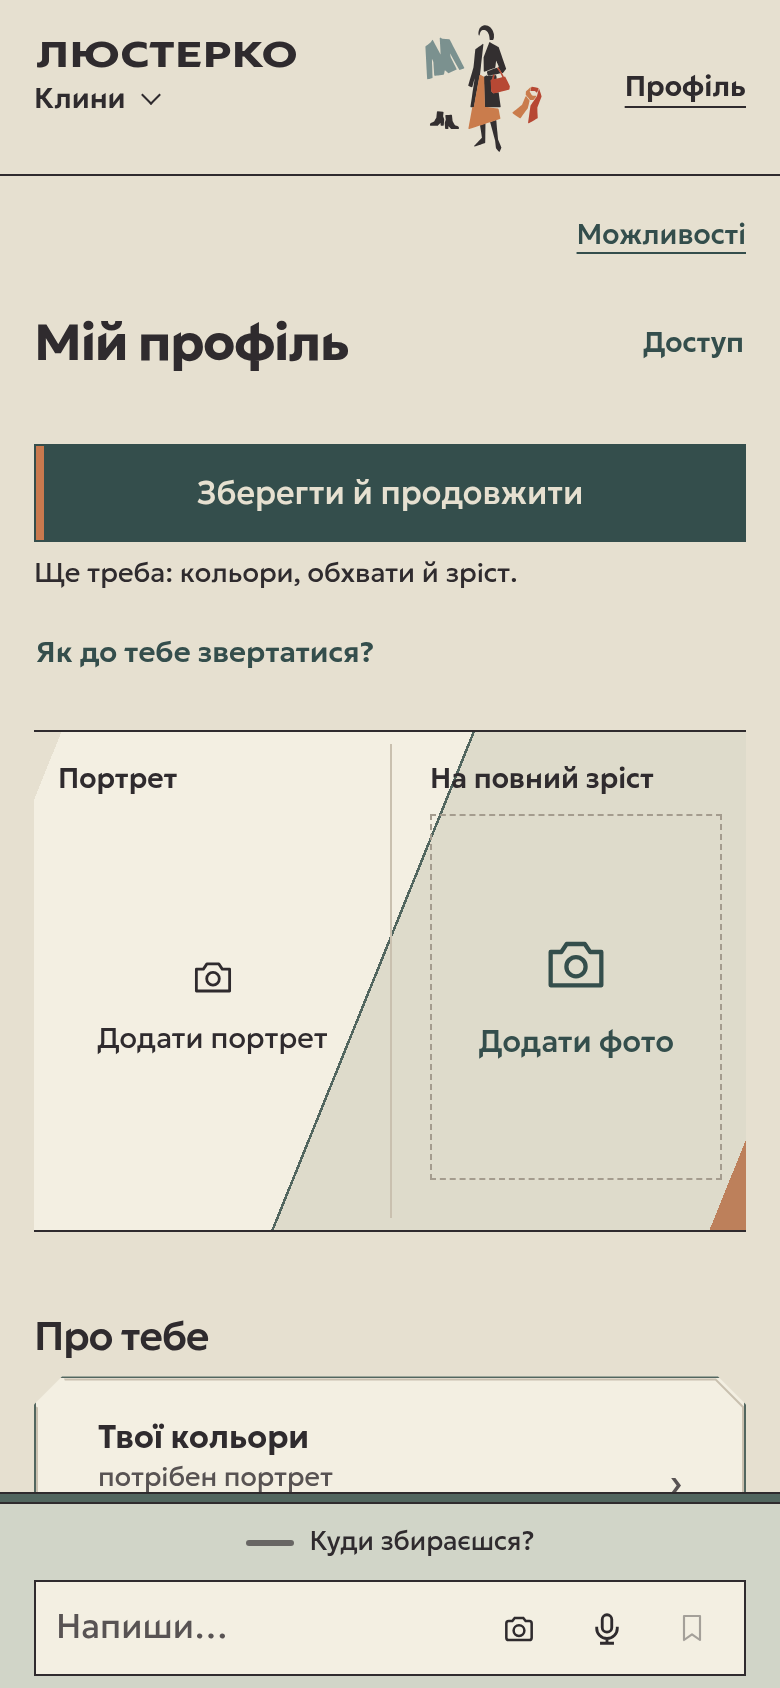 ЛЮСТЕРКО
Клини
Профіль
Можливості
Мій профіль
Доступ
Зберегти й продовжити
Ще треба: кольори, обхвати й зріст.
Як до тебе звертатися?
Портрет
На повний зріст
Додати портрет
Додати фото
Про тебе
Твої кольори
потрібен портрет
Куди збираєшся?
Напиши...